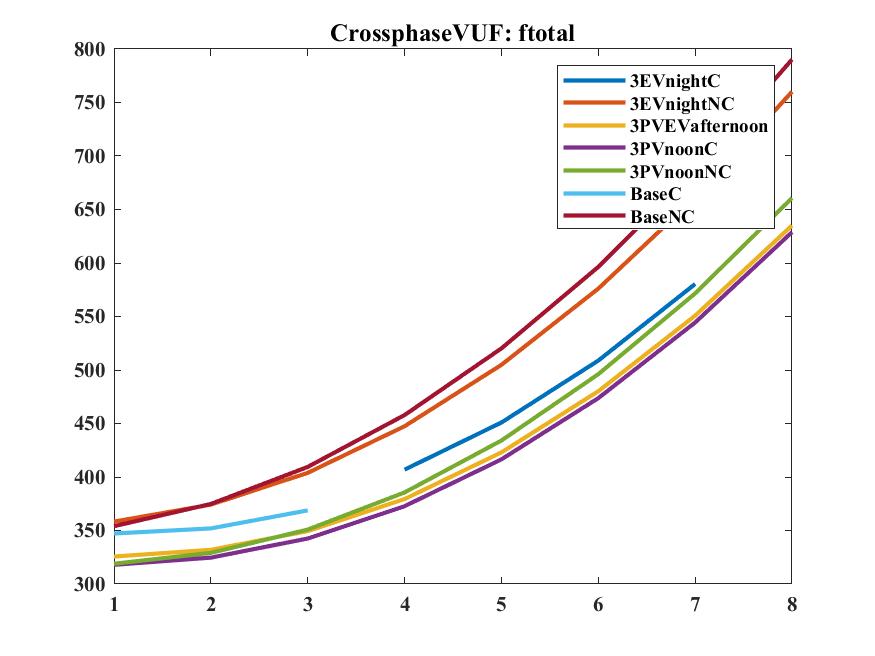 CrossphaseVUF: ftotal
800
750
700
650
600
550
500
450
400
350
300
3EVnightC
3EVnightNC
3PVEVafternoon
3PVnoonC
3PVnoonNC
BaseC
BaseNC
1 2 3 4 5 6 7 8